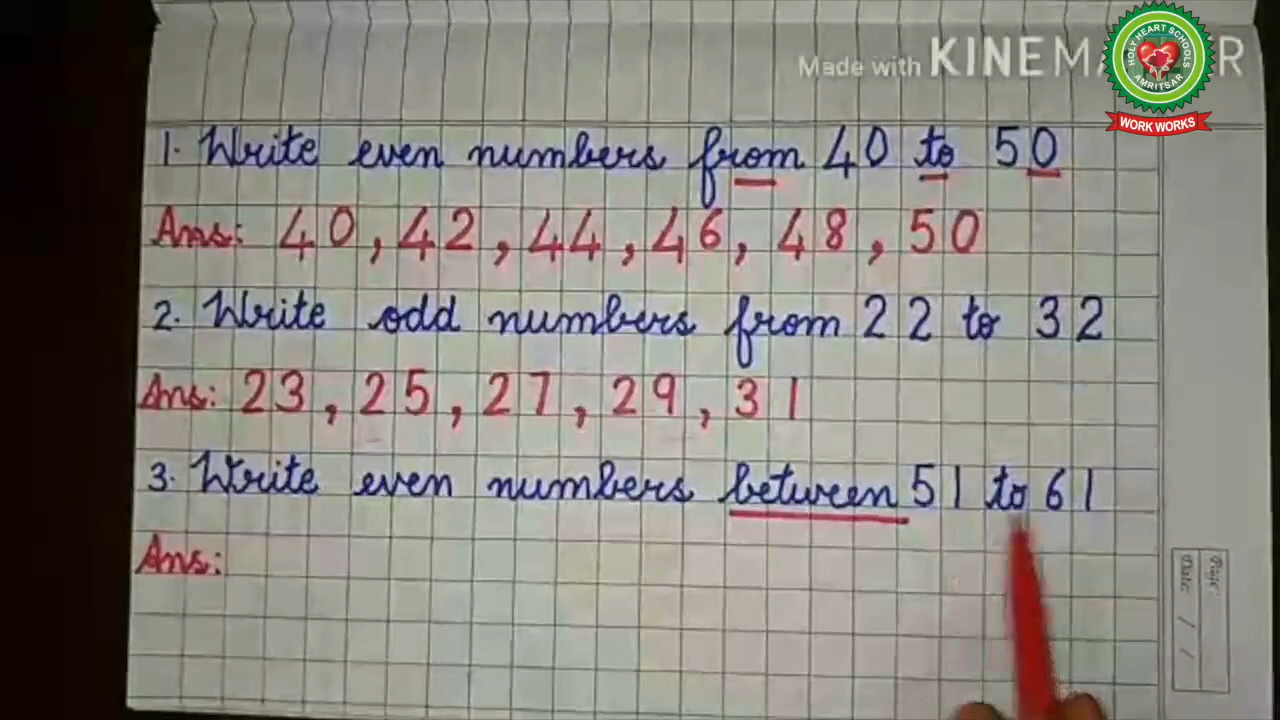 Made with KINEMASTER
HOLY HEART SCHOOLS
AMRITSAR
WORK WORKS
1. Write even numbers from 40 to 50
Ans: 40, 42, 44, 46, 48, 50
2. Write odd numbers from 22 to 32
Ans: 23, 25, 27, 29, 31
3. Write even numbers between 51 to 61
Ans:
Page:
Date: / /